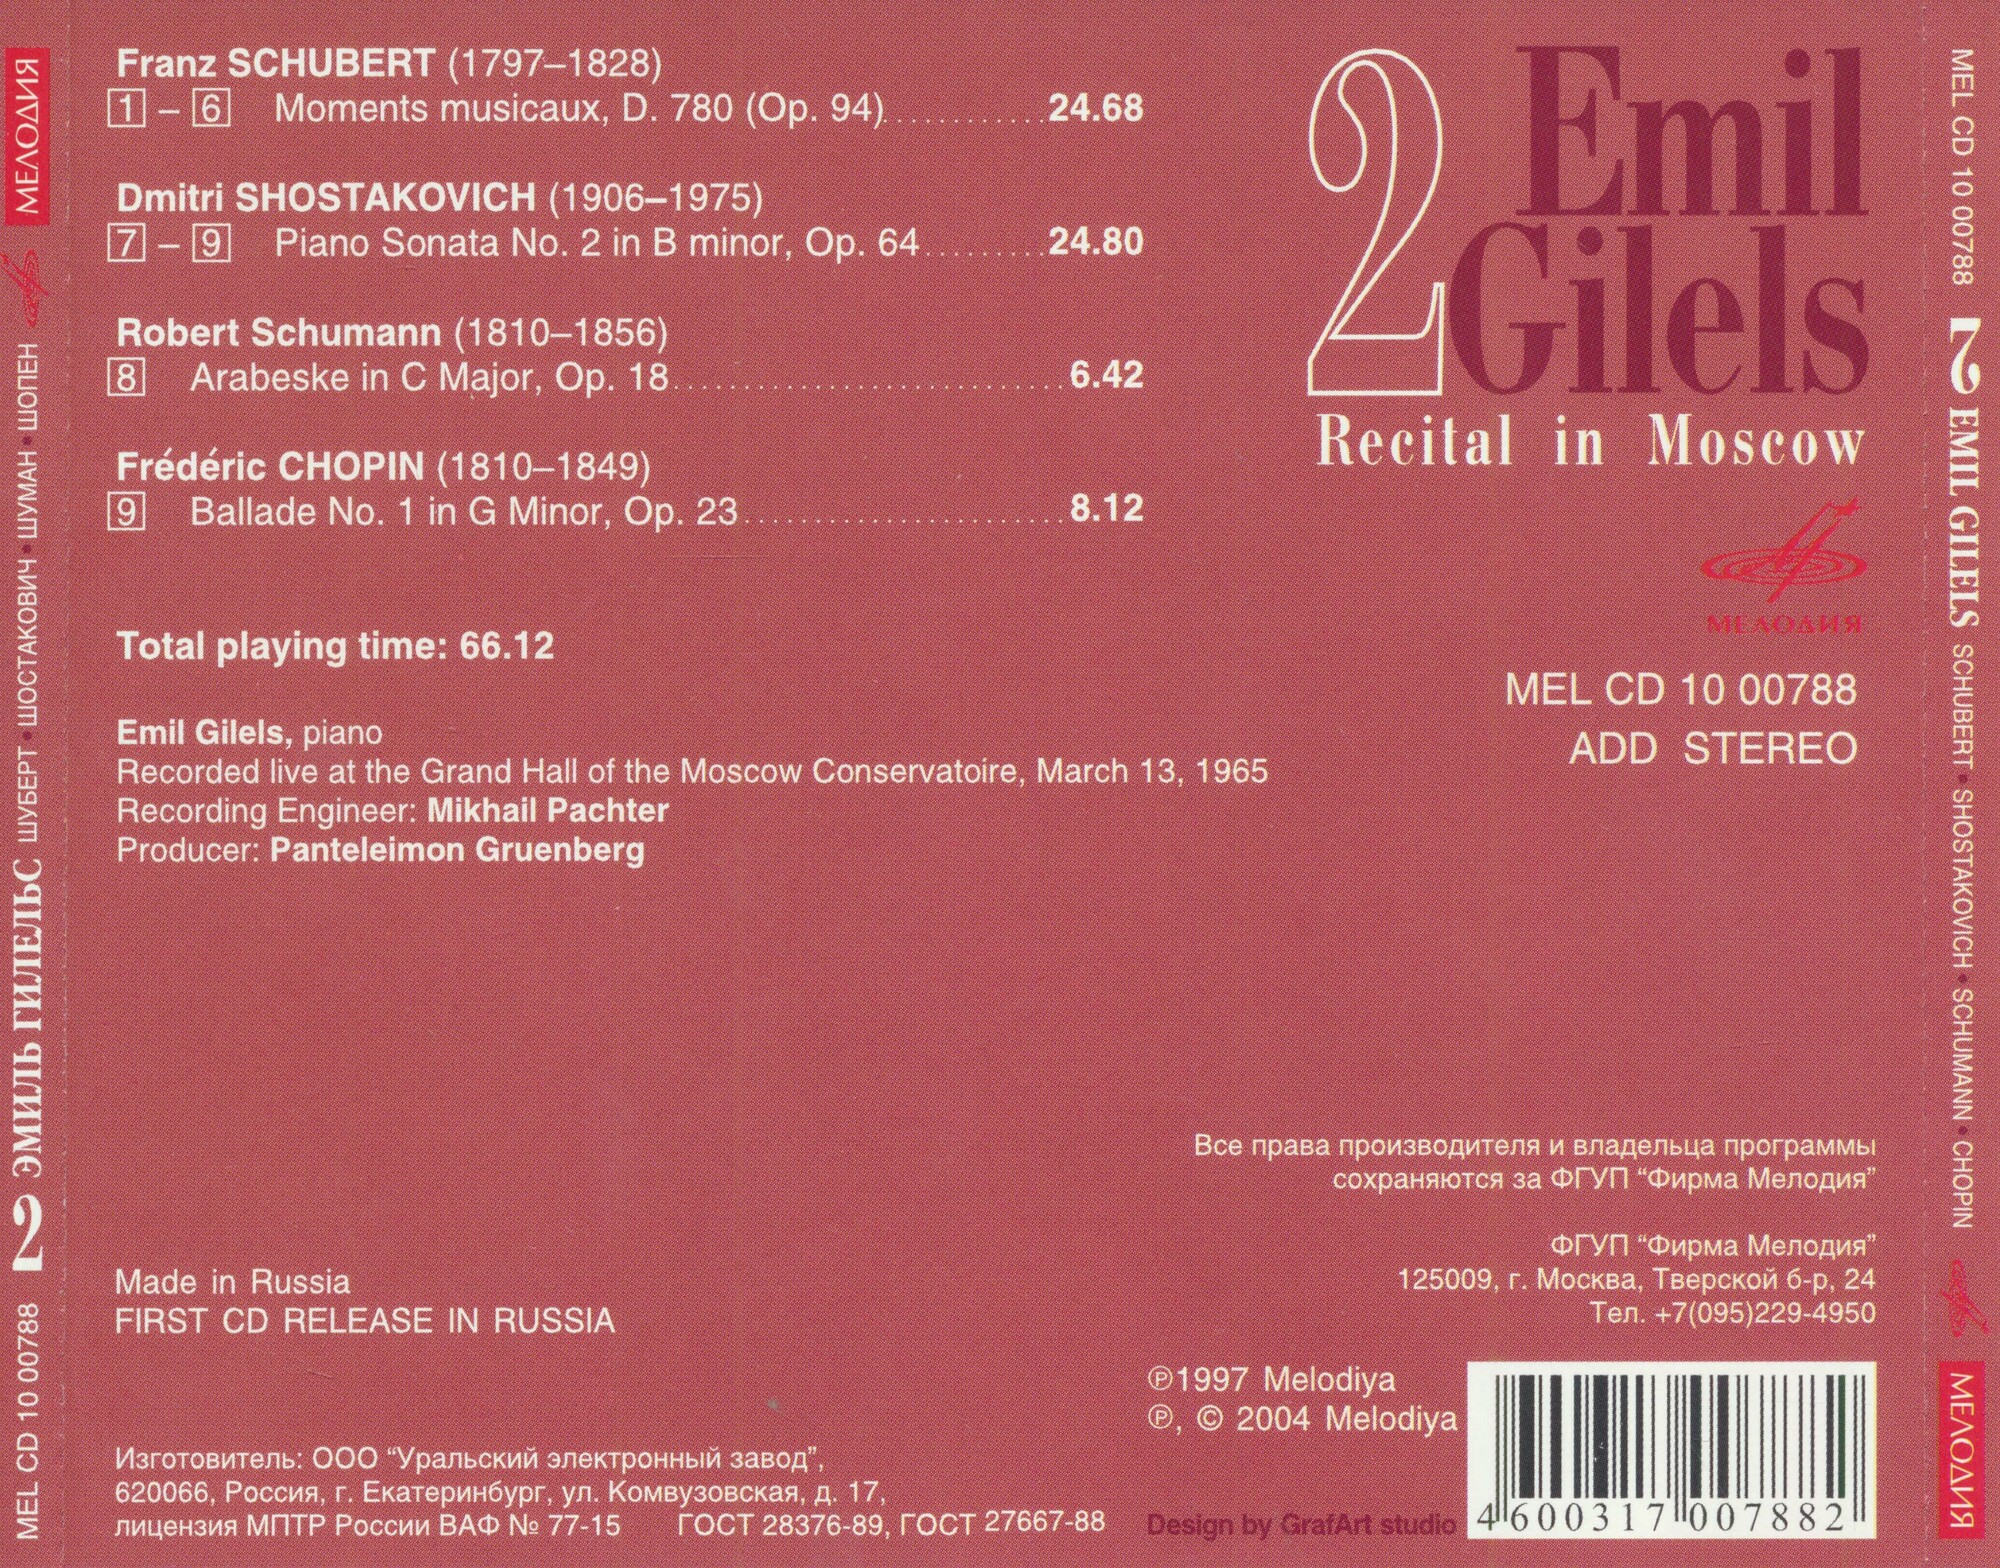 Franz SCHUBERT (1797–1828)
1 – 6 Moments musicaux, D. 780 (Op. 94)............24.68
Dmitri SHOSTAKOVICH (1906–1975)
7 – 9 Piano Sonata No. 2 in B minor, Op. 64.........24.80
Robert Schumann (1810–1856)
8 Arabeske in C Major, Op. 18............................6.42
Frédéric CHOPIN (1810–1849)
9 Ballade No. 1 in G Minor, Op. 23.......................8.12
Total playing time: 66.12
Emil Gilels, piano
Recorded live at the Grand Hall of the Moscow Conservatoire, March 13, 1965
Recording Engineer: Mikhail Pachter
Producer: Panteleimon Gruenberg
2 Emil
Gilels
Recital in Moscow
МЕЛОДИЯ
MEL CD 10 00788
ADD STEREO
Все права производителя и владельца программы
сохраняются за ФГУП “Фирма Мелодия”
ФГУП “Фирма Мелодия”
125009, г. Москва, Тверской б-р, 24
Тел. +7(095)229-4950
Made in Russia
FIRST CD RELEASE IN RUSSIA
℗1997 Melodiya
℗, © 2004 Melodiya
Изготовитель: ООО “Уральский электронный завод”,
620066, Россия, г. Екатеринбург, ул. Комвузовская, д. 17,
лицензия МПТР России ВАФ № 77-15 ГОСТ 28376-89, ГОСТ 27667-88
Design by GrafArt studio
4 600317 007882
MEL CD 10 00788 2 ЭМИЛЬ ГИЛЕЛЬС ШУБЕРТ • ШОСТАКОВИЧ • ШУМАН • ШОПЕН МЕЛОДИЯ
MEL CD 10 00788 2 EMIL GILELS SCHUBERT • SHOSTAKOVICH • SCHUMANN • CHOPIN МЕЛОДИЯ